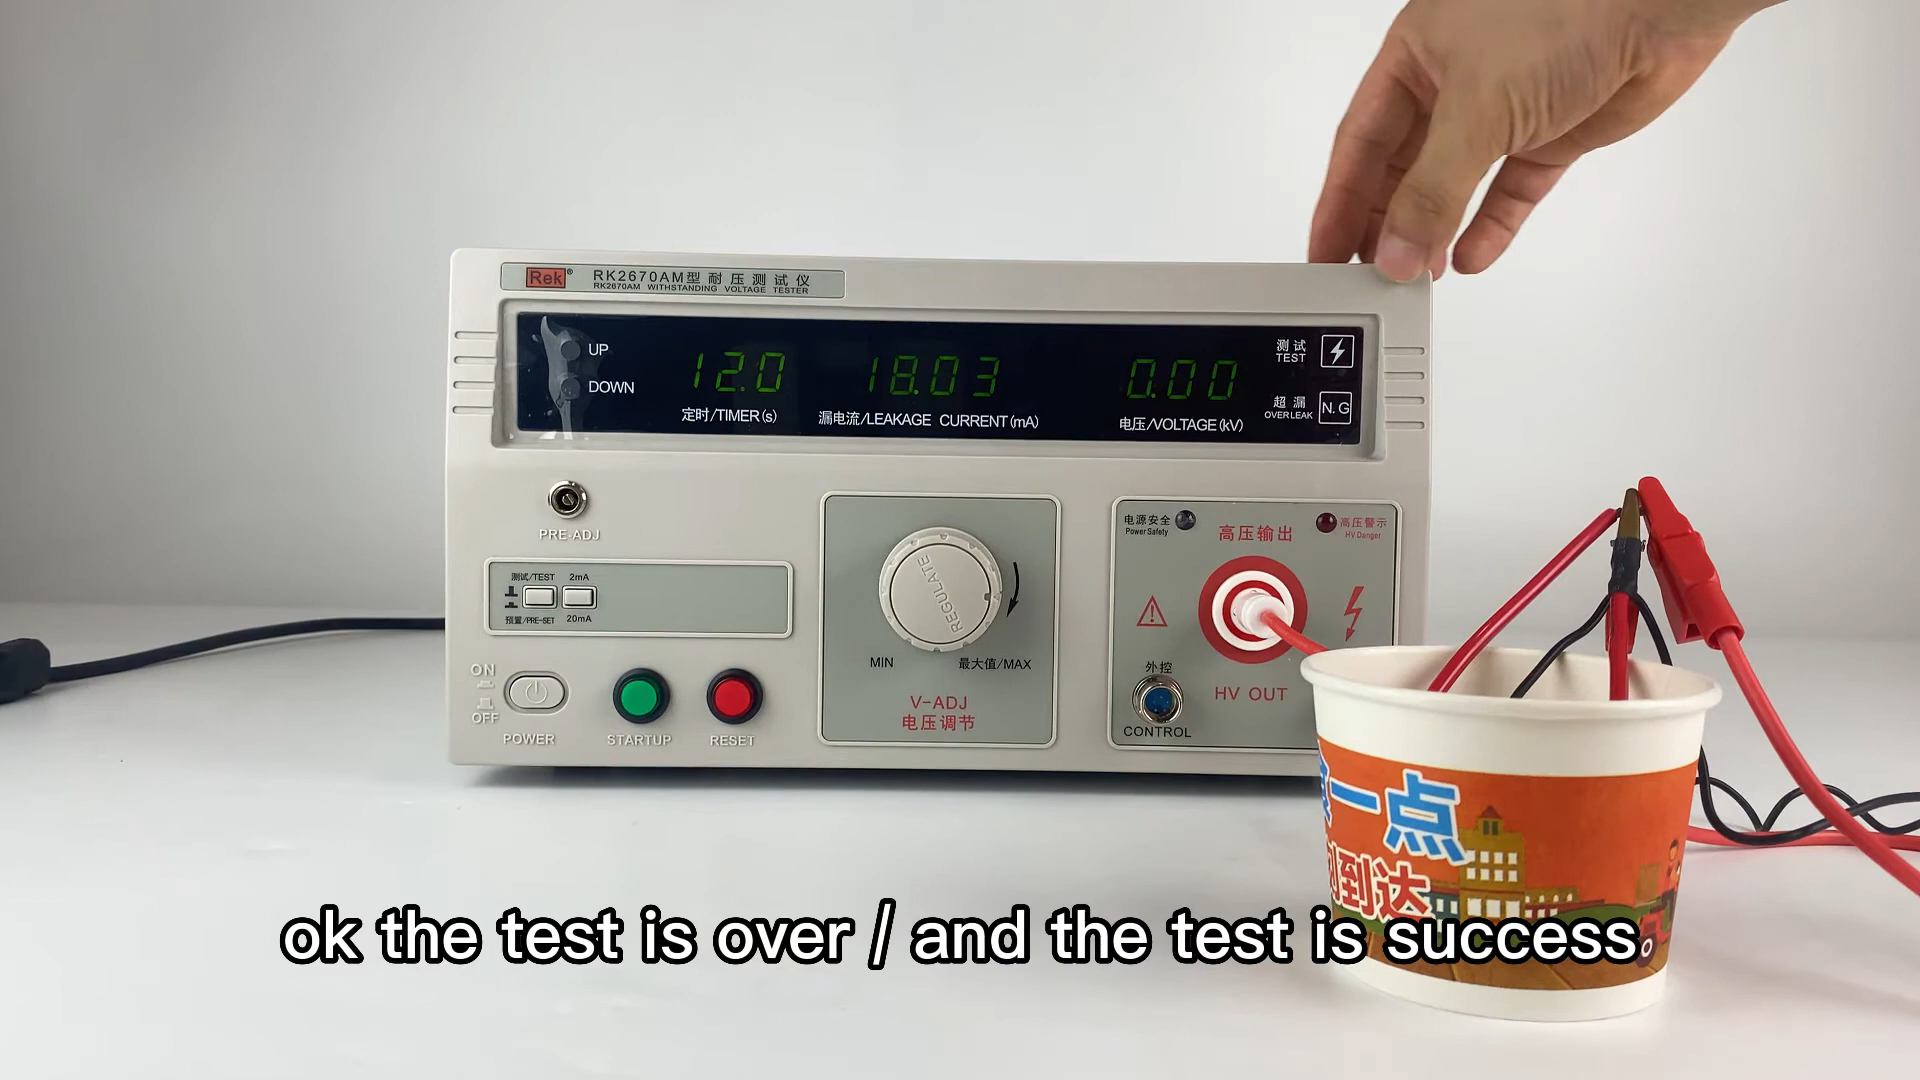 Rek®
RK2670AM型 耐压测试仪
RK2670AM WITHSTANDING VOLTAGE TESTER
UP
DOWN
12.0
18.03
0.00
定时/TIMER(s)
漏电流/LEAKAGE CURRENT(mA)
电压/VOLTAGE(kV)
测试
TEST
超漏
OVER LEAK
N.G
PRE-ADJ
测试/TEST
2mA
预置/PRE-SET
20mA
ON
OFF
POWER
STARTUP
RESET
REGULATE
MIN
最大值/MAX
V-ADJ
电压调节
电源安全
Power Safety
高压输出
高压警示
HV Danger
外控
CONTROL
HV OUT
一点
到达
ok the test is over / and the test is success